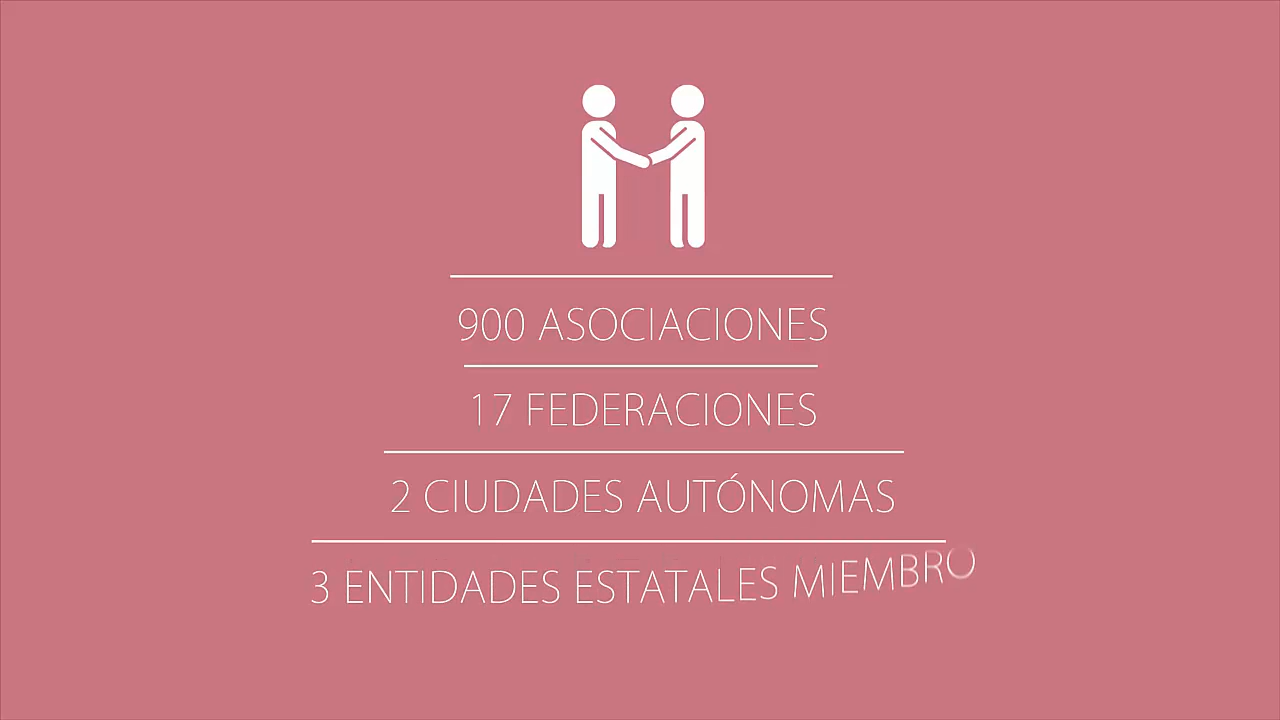 900 ASOCIACIONES
17 FEDERACIONES
2 CIUDADES AUTÓNOMAS
3 ENTIDADES ESTATALES MIEMBRO